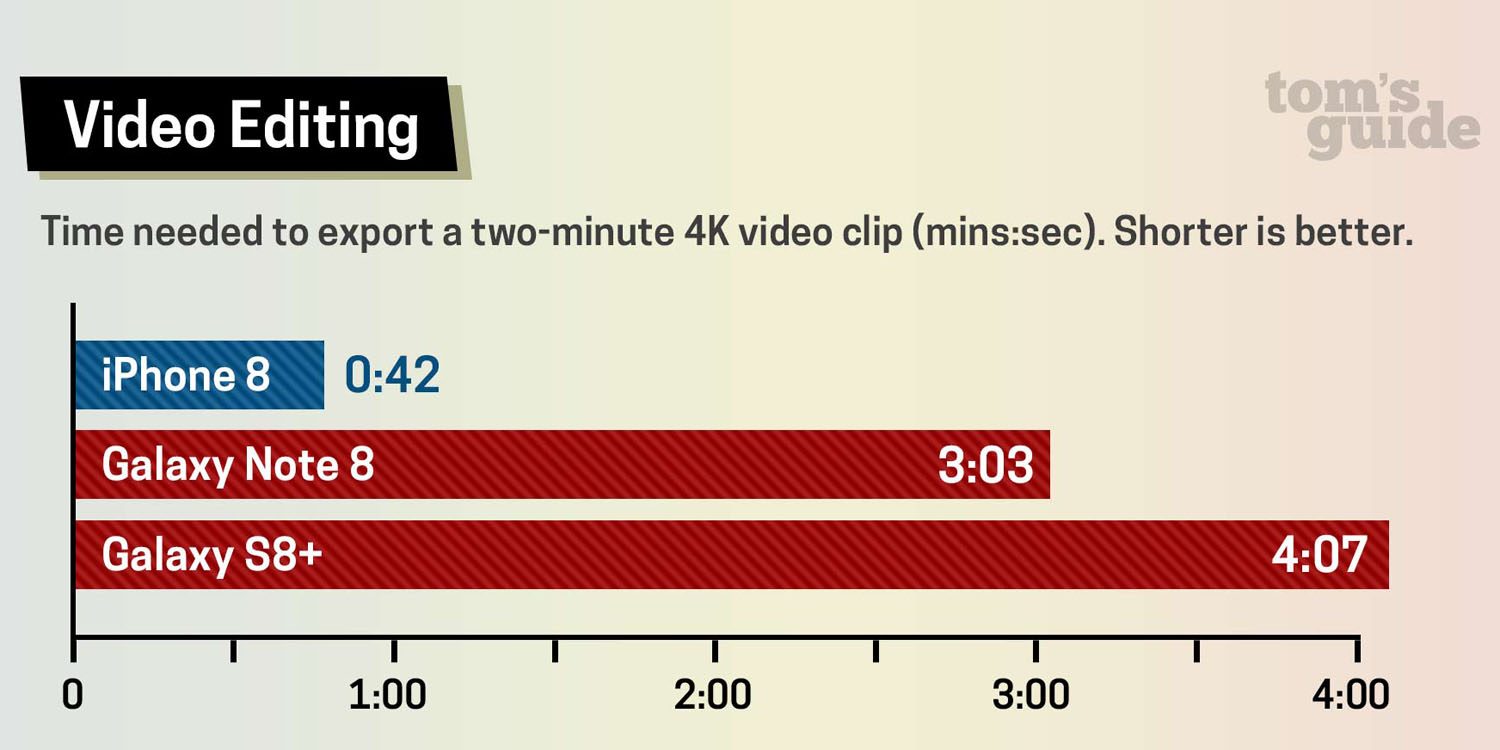 Video Editing
tom's
guide
Time needed to export a two-minute 4K video clip (mins:sec). Shorter is better.
iPhone 8 0:42
Galaxy Note 8 3:03
Galaxy S8+ 4:07
0 1:00 2:00 3:00 4:00